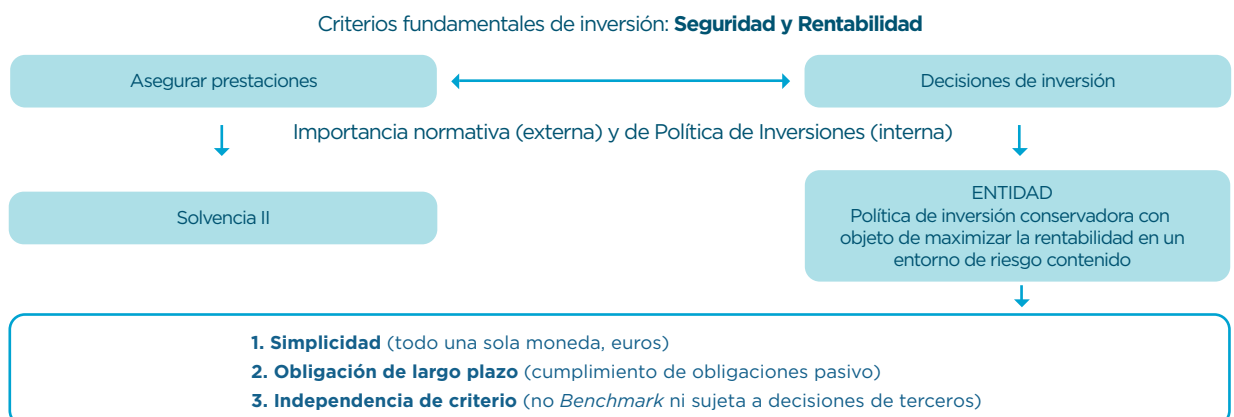 Criterios fundamentales de inversión: Seguridad y Rentabilidad
Asegurar prestaciones
Decisiones de inversión
Importancia normativa (externa) y de Política de Inversiones (interna)
Solvencia II
ENTIDAD
Política de inversión conservadora con
objeto de maximizar la rentabilidad en un
entorno de riesgo contenido
1. Simplicidad (todo una sola moneda, euros)
2. Obligación de largo plazo (cumplimiento de obligaciones pasivo)
3. Independencia de criterio (no Benchmark ni sujeta a decisiones de terceros)